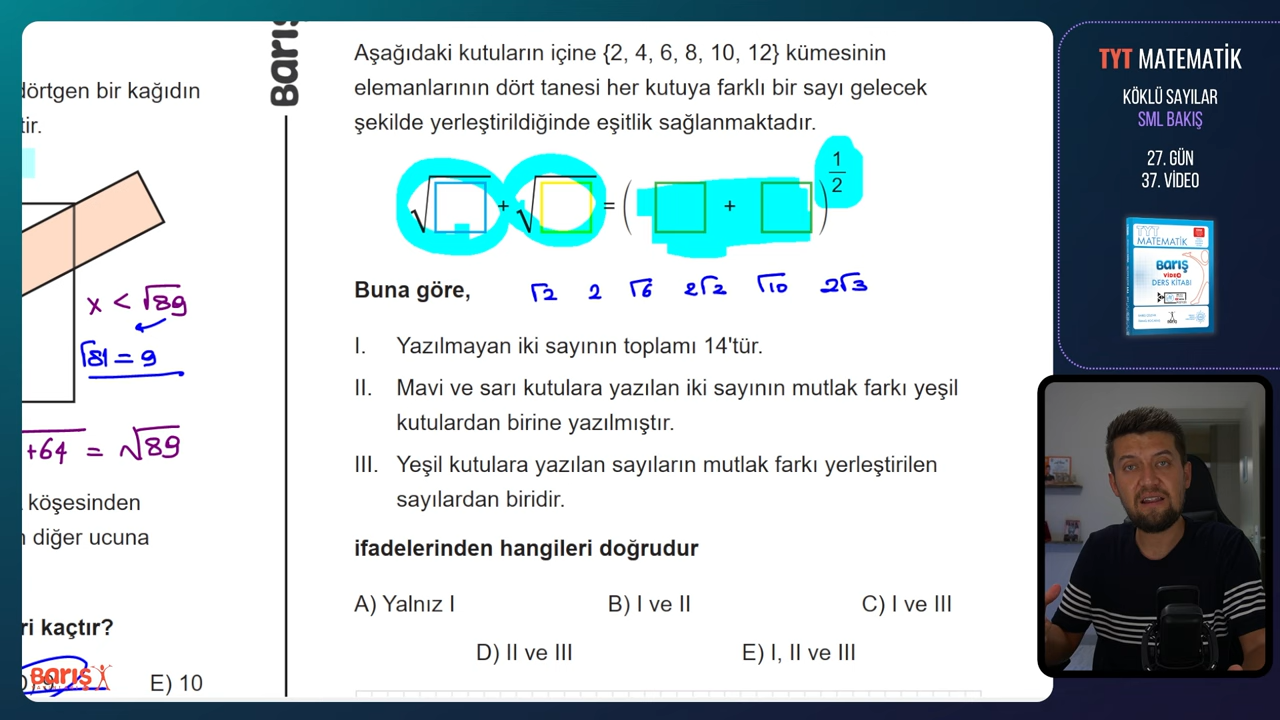 Barış
dörtgen bir kağıdın
tir.
x < √89
√81 = 9
+64 = √89
köşesinden
diğer ucuna
ri kaçtır?
D) 9
E) 10
Barış
Aşağıdaki kutuların içine {2, 4, 6, 8, 10, 12} kümesinin
elemanlarının dört tanesi her kutuya farklı bir sayı gelecek
şekilde yerleştirildiğinde eşitlik sağlanmaktadır.
√□ + √□ = (□ + □)^1/2
Buna göre,
√2 2 √6 2√2 √10 2√3
I. Yazılmayan iki sayının toplamı 14'tür.
II. Mavi ve sarı kutulara yazılan iki sayının mutlak farkı yeşil
kutulardan birine yazılmıştır.
III. Yeşil kutulara yazılan sayıların mutlak farkı yerleştirilen
sayılardan biridir.
ifadelerinden hangileri doğrudur
A) Yalnız I B) I ve II C) I ve III
D) II ve III E) I, II ve III
TYT MATEMATİK
KÖKLÜ SAYILAR
SML BAKIŞ
27. GÜN
37. VİDEO
TYT
MATEMATİK
Barış
VİDEO
DERS KİTABI